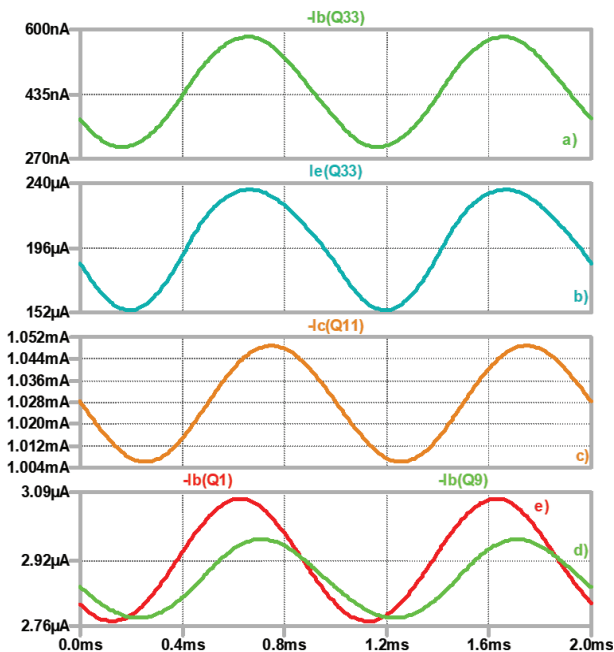 -Ib(Q33)
600nA
435nA
270nA
a)
Ie(Q33)
240µA
196µA
152µA
b)
-Ic(Q11)
1.052mA
1.044mA
1.036mA
1.028mA
1.020mA
1.012mA
1.004mA
c)
-Ib(Q1) -Ib(Q9)
3.09µA
e)
d)
2.92µA
2.76µA
0.0ms 0.4ms 0.8ms 1.2ms 1.6ms 2.0ms